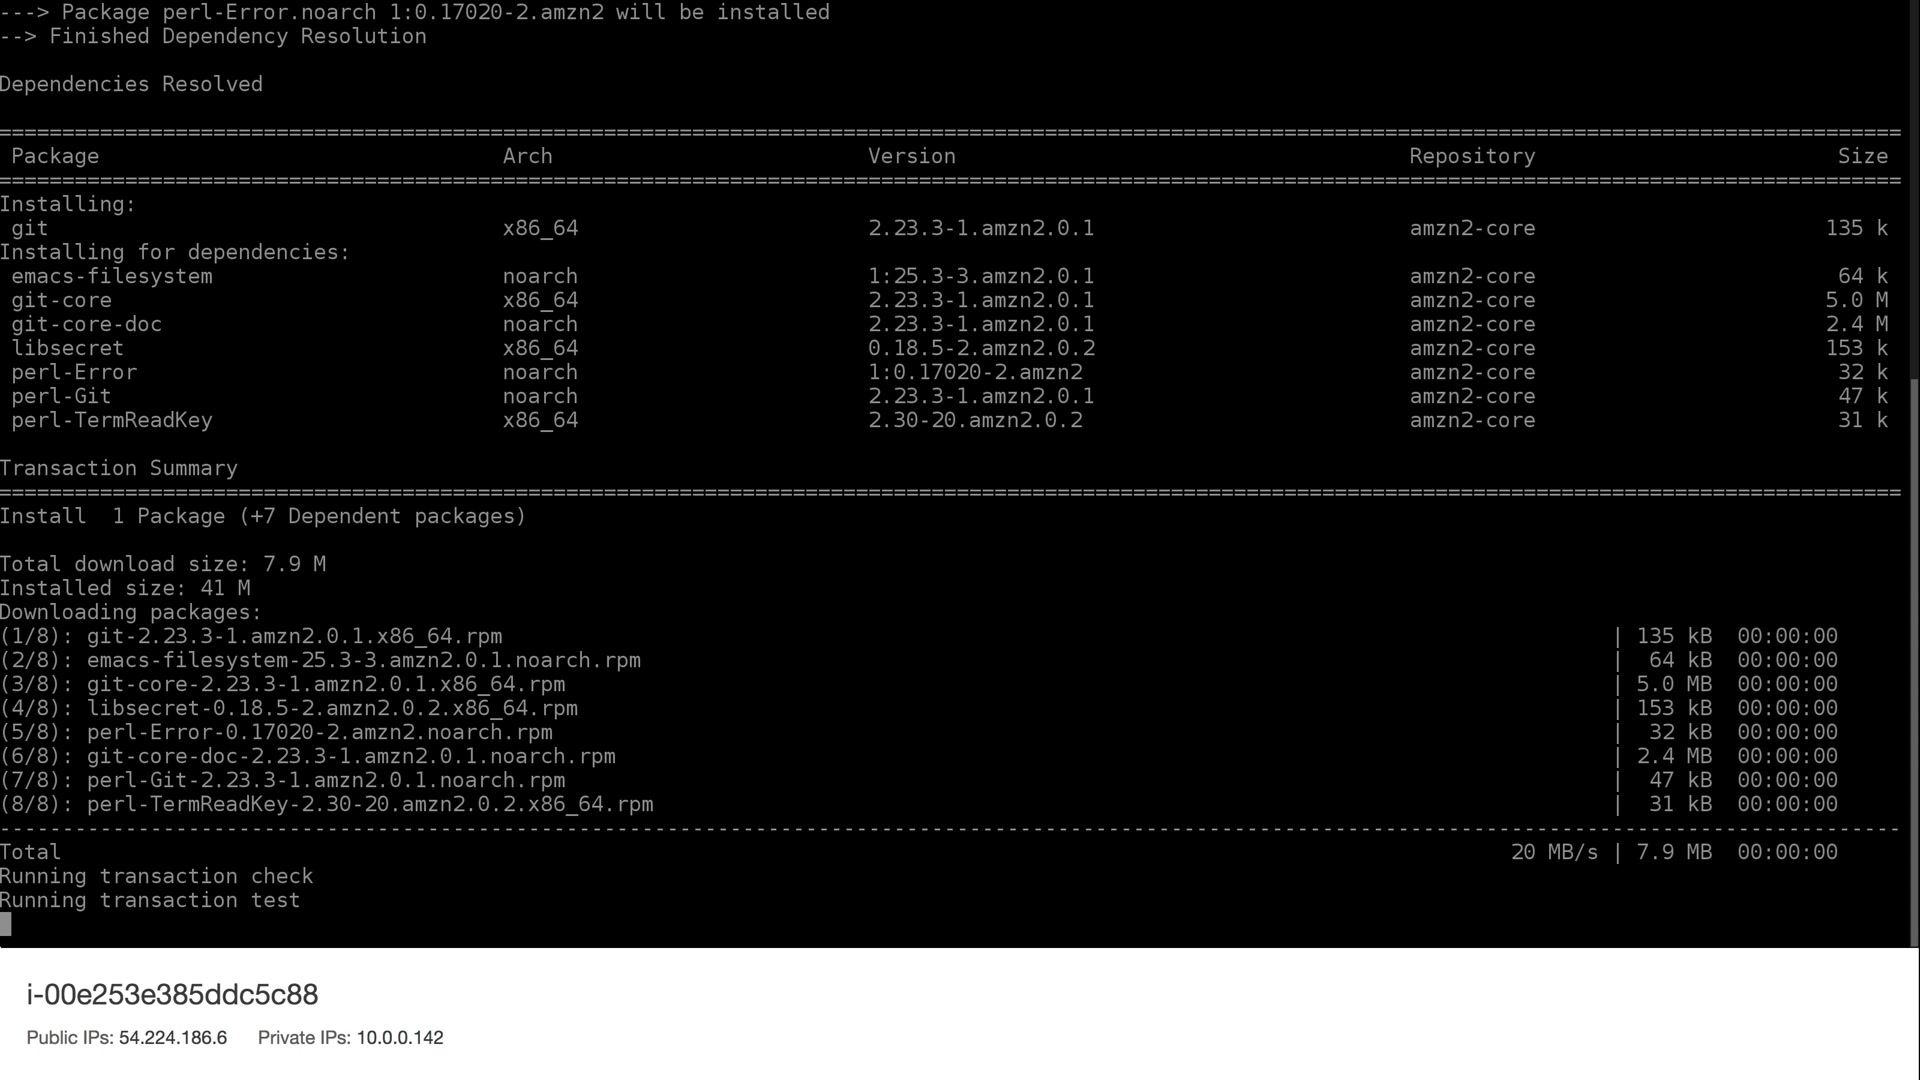 ---> Package perl-Error.noarch 1:0.17020-2.amzn2 will be installed
--> Finished Dependency Resolution
Dependencies Resolved
================================================================================
Package Arch Version Repository Size
================================================================================
Installing:
git x86_64 2.23.3-1.amzn2.0.1 amzn2-core 135 k
Installing for dependencies:
emacs-filesystem noarch 1:25.3-3.amzn2.0.1 amzn2-core 64 k
git-core x86_64 2.23.3-1.amzn2.0.1 amzn2-core 5.0 M
git-core-doc noarch 2.23.3-1.amzn2.0.1 amzn2-core 2.4 M
libsecret x86_64 0.18.5-2.amzn2.0.2 amzn2-core 153 k
perl-Error noarch 1:0.17020-2.amzn2 amzn2-core 32 k
perl-Git noarch 2.23.3-1.amzn2.0.1 amzn2-core 47 k
perl-TermReadKey x86_64 2.30-20.amzn2.0.2 amzn2-core 31 k
Transaction Summary
================================================================================
Install 1 Package (+7 Dependent packages)
Total download size: 7.9 M
Installed size: 41 M
Downloading packages:
(1/8): git-2.23.3-1.amzn2.0.1.x86_64.rpm | 135 kB 00:00:00
(2/8): emacs-filesystem-25.3-3.amzn2.0.1.noarch.rpm | 64 kB 00:00:00
(3/8): git-core-2.23.3-1.amzn2.0.1.x86_64.rpm | 5.0 MB 00:00:00
(4/8): libsecret-0.18.5-2.amzn2.0.2.x86_64.rpm | 153 kB 00:00:00
(5/8): perl-Error-0.17020-2.amzn2.noarch.rpm | 32 kB 00:00:00
(6/8): git-core-doc-2.23.3-1.amzn2.0.1.noarch.rpm | 2.4 MB 00:00:00
(7/8): perl-Git-2.23.3-1.amzn2.0.1.noarch.rpm | 47 kB 00:00:00
(8/8): perl-TermReadKey-2.30-20.amzn2.0.2.x86_64.rpm | 31 kB 00:00:00
--------------------------------------------------------------------------------
Total 20 MB/s | 7.9 MB 00:00:00
Running transaction check
Running transaction test
i-00e253e385ddc5c88
Public IPs: 54.224.186.6 Private IPs: 10.0.0.142